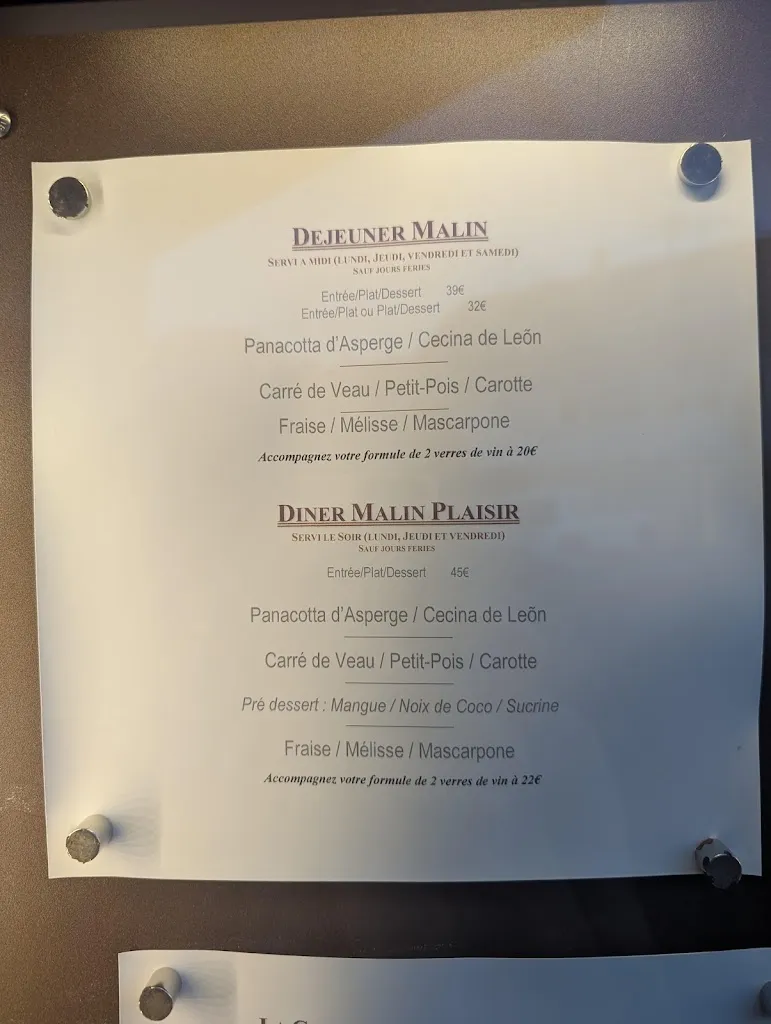 DEJEUNER MALIN
SERVI A MIDI (LUNDI, JEUDI, VENDREDI ET SAMEDI)
SAUF JOURS FERIES
Entrée/Plat/Dessert 39€
Entrée/Plat ou Plat/Dessert 32€
Panacotta d'Asperge / Cecina de Leõn
Carré de Veau / Petit-Pois / Carotte
Fraise / Mélisse / Mascarpone
Accompagnez votre formule de 2 verres de vin à 20€
DINER MALIN PLAISIR
SERVI LE SOIR (LUNDI, JEUDI ET VENDREDI)
SAUF JOURS FERIES
Entrée/Plat/Dessert 45€
Panacotta d'Asperge / Cecina de Leõn
Carré de Veau / Petit-Pois / Carotte
Pré dessert : Mangue / Noix de Coco / Sucrine
Fraise / Mélisse / Mascarpone
Accompagnez votre formule de 2 verres de vin à 22€